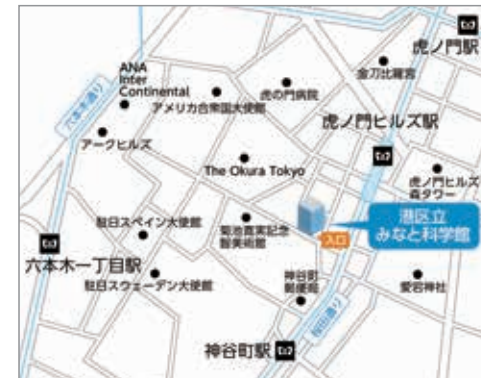 虎ノ門駅
金刀比羅宮
ANA
Inter
Continental
虎の門病院
アメリカ合衆国大使館
六本木通り
虎ノ門ヒルズ駅
アークヒルズ
The Okura Tokyo
虎ノ門ヒルズ
森タワー
港区立
みなと科学館
駐日スペイン大使館
菊池寛実記念
智美術館
入口
六本木一丁目駅
駐日スウェーデン大使館
神谷町
郵便局
愛宕神社
桜田通り
神谷町駅